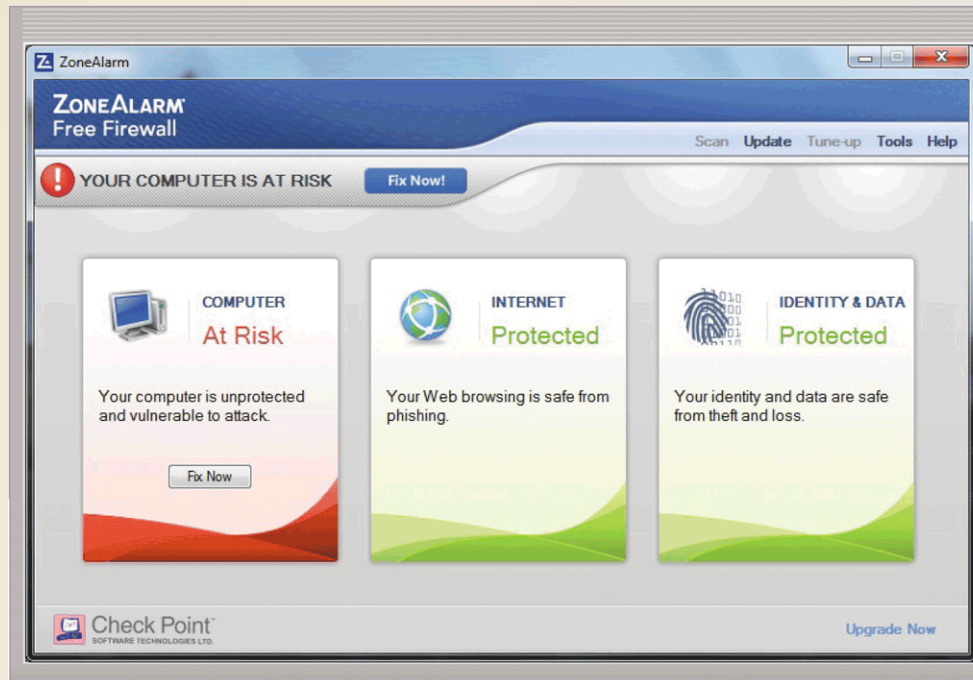 ZoneAlarm
ZONEALARM®
Free Firewall
Scan Update Tune-up Tools Help
YOUR COMPUTER IS AT RISK Fix Now!
COMPUTER
At Risk
Your computer is unprotected
and vulnerable to attack.
Fix Now
INTERNET
Protected
Your Web browsing is safe from
phishing.
IDENTITY & DATA
Protected
Your identity and data are safe
from theft and loss.
Check Point™
SOFTWARE TECHNOLOGIES LTD.
Upgrade Now